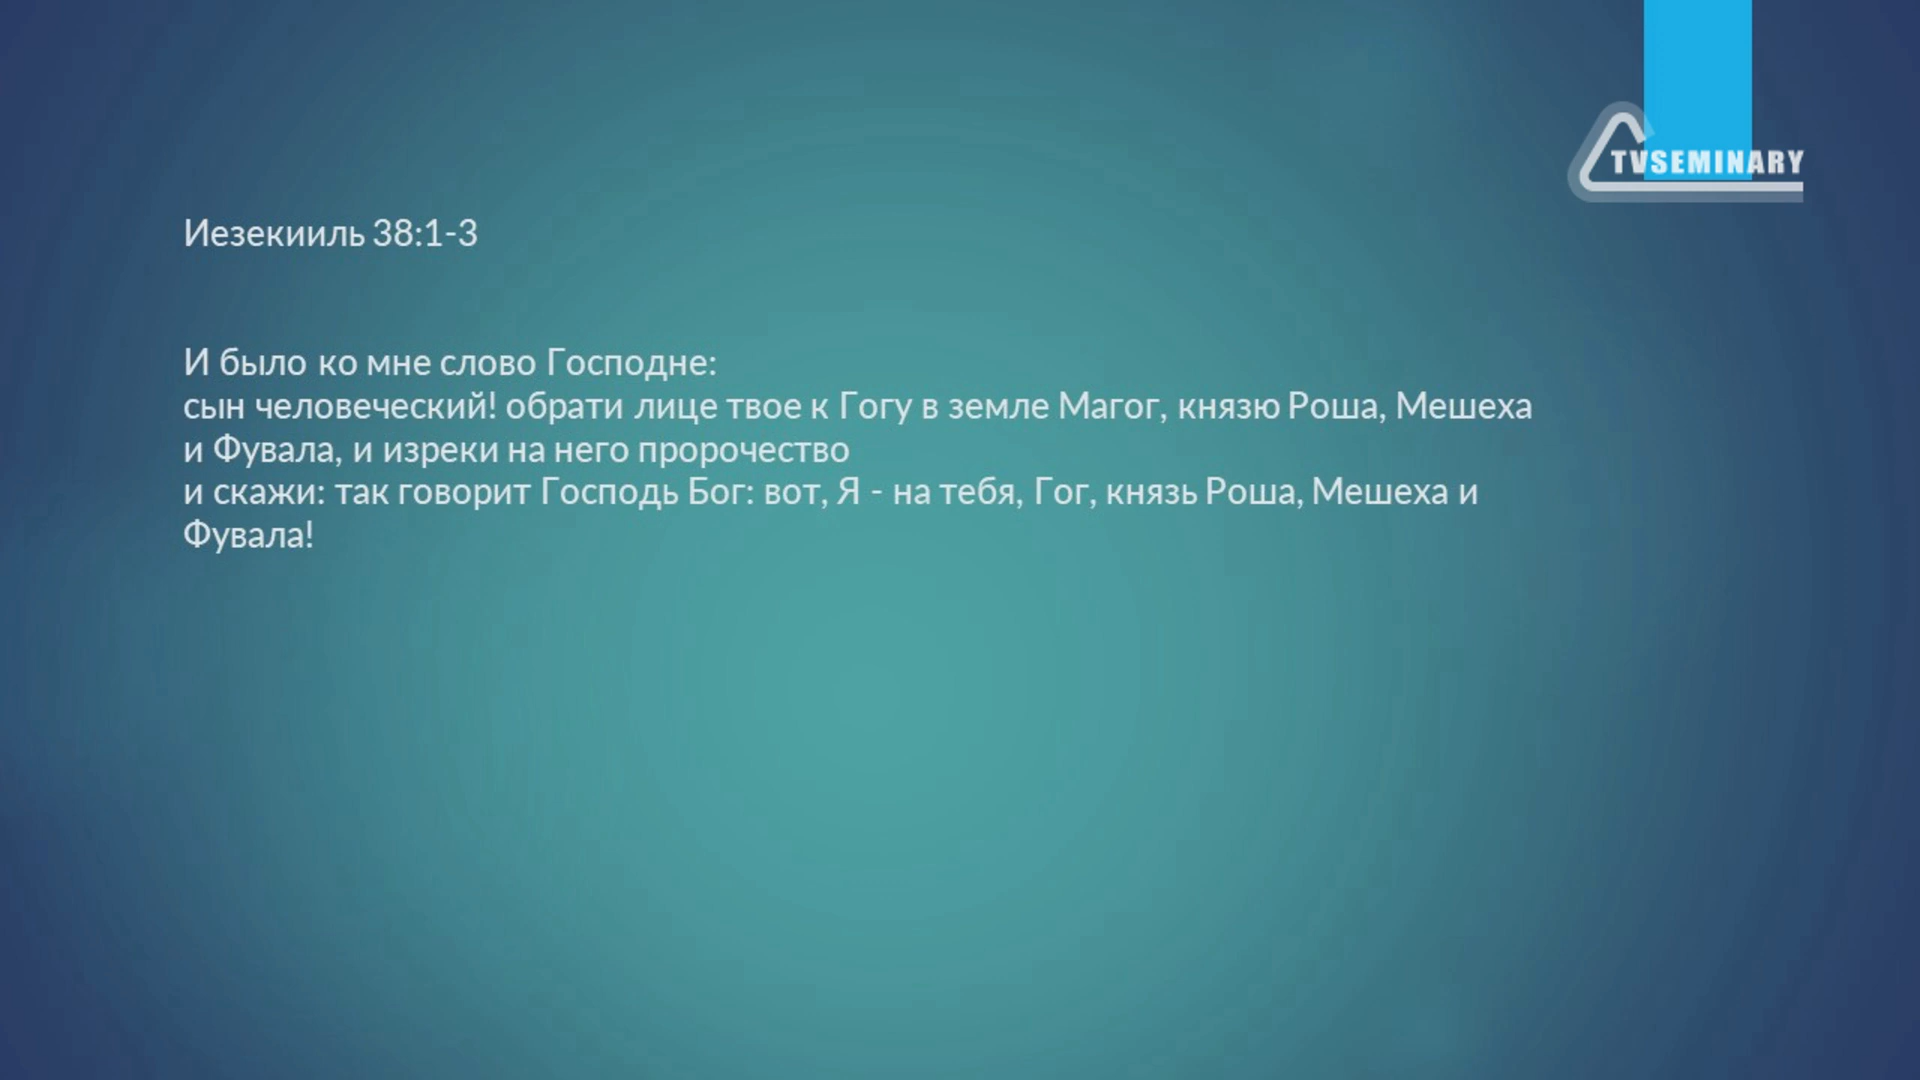 TVSEMINARY
Иезекииль 38:1-3
И было ко мне слово Господне:
сын человеческий! обрати лице твое к Гогу в земле Магог, князю Роша, Мешеха
и Фувала, и изреки на него пророчество
и скажи: так говорит Господь Бог: вот, Я - на тебя, Гог, князь Роша, Мешеха и
Фувала!